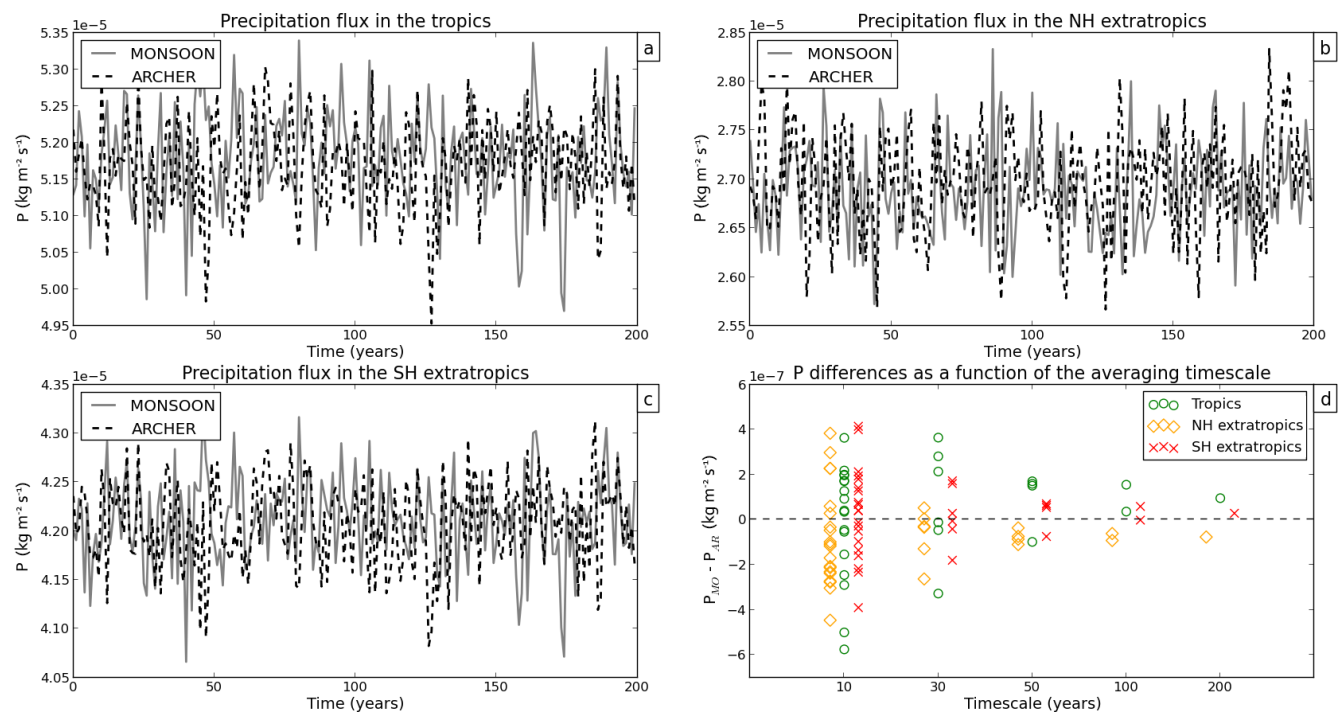 Precipitation flux in the tropics
1e−5
a
MONSOON
ARCHER
5.35
5.30
5.25
5.20
5.15
5.10
5.05
5.00
4.95
P (kg m⁻² s⁻¹)
0 50 100 150 200
Time (years)
Precipitation flux in the NH extratropics
1e−5
b
MONSOON
ARCHER
2.85
2.80
2.75
2.70
2.65
2.60
2.55
P (kg m⁻² s⁻¹)
0 50 100 150 200
Time (years)
Precipitation flux in the SH extratropics
1e−5
c
MONSOON
ARCHER
4.35
4.30
4.25
4.20
4.15
4.10
4.05
P (kg m⁻² s⁻¹)
0 50 100 150 200
Time (years)
P differences as a function of the averaging timescale
1e−7
d
Tropics
NH extratropics
SH extratropics
6
4
2
0
−2
−4
−6
P_MO - P_AR (kg m⁻² s⁻¹)
10 30 50 100 200
Timescale (years)